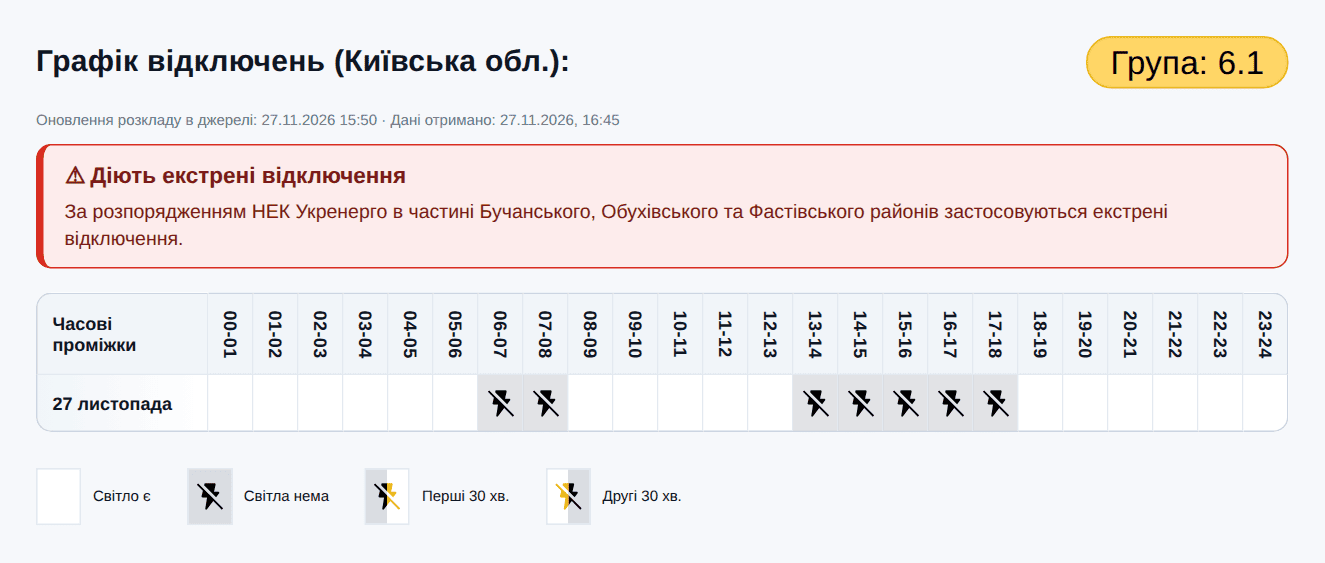 Графік відключень (Київська обл.):
Група: 6.1
Оновлення розкладу в джерелі: 27.11.2026 15:50 · Дані отримано: 27.11.2026, 16:45
⚠ Діють екстрені відключення
За розпорядженням НЕК Укренерго в частині Бучанського, Обухівського та Фастівського районів застосовуються екстрені
відключення.
Часові
проміжки
00-01 01-02 02-03 03-04 04-05 05-06 06-07 07-08 08-09 09-10 10-11 11-12 12-13 13-14 14-15 15-16 16-17 17-18 18-19 19-20 20-21 21-22 22-23 23-24
27 листопада
Світло є
Світла нема
Перші 30 хв.
Другі 30 хв.